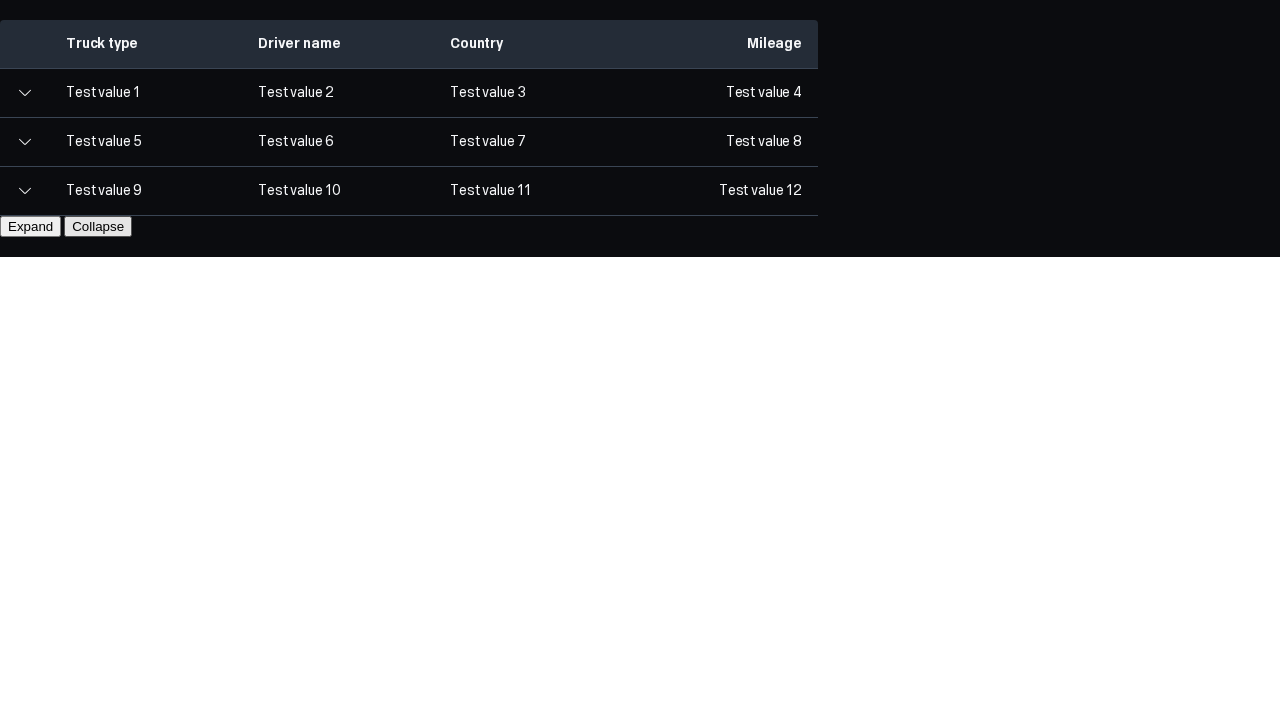 Truck type Driver name Country Mileage
Test value 1 Test value 2 Test value 3 Test value 4
Test value 5 Test value 6 Test value 7 Test value 8
Test value 9 Test value 10 Test value 11 Test value 12
Expand Collapse